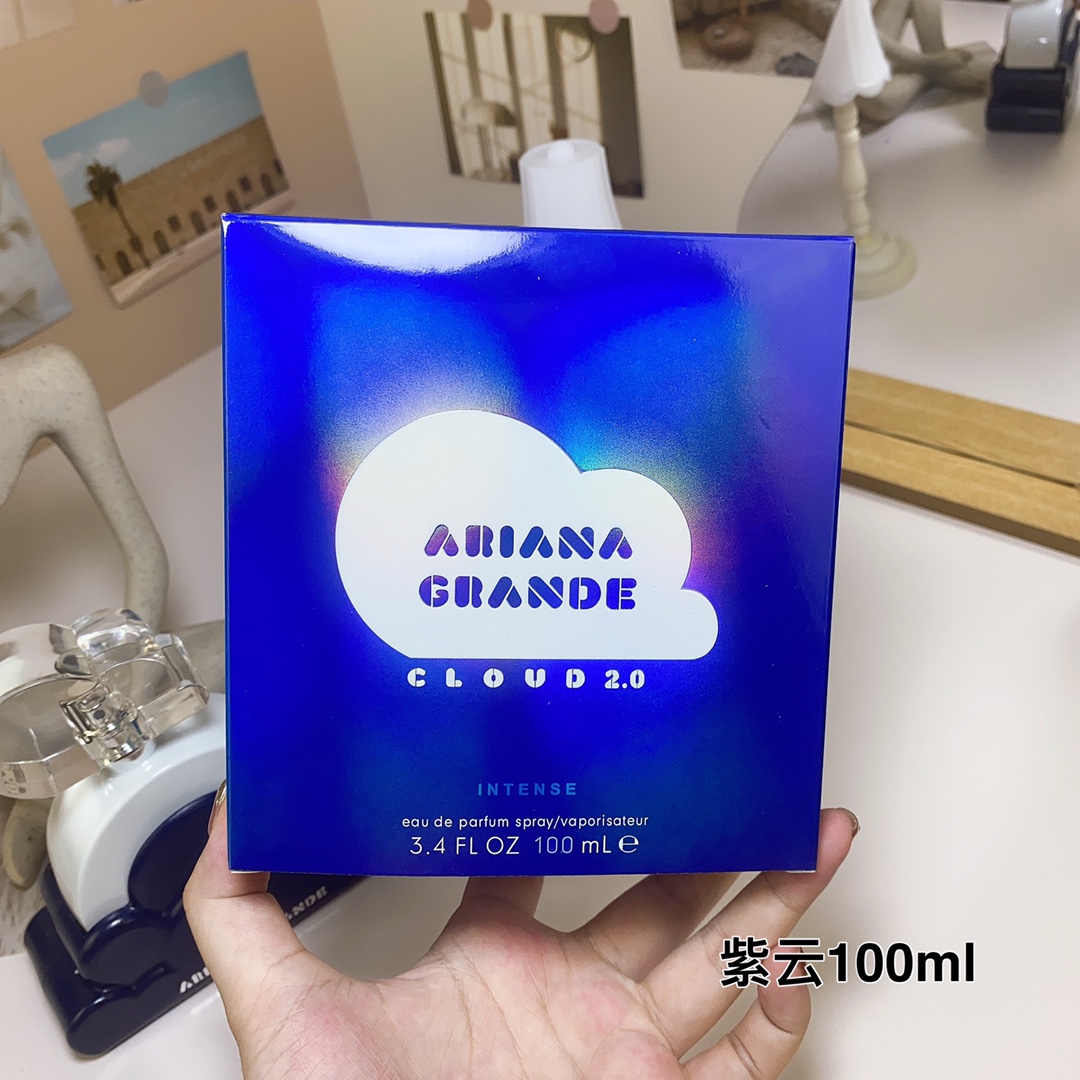 ARIANA
GRANDE
CLOUD 2.0
INTENSE
eau de parfum spray/vaporisateur
3.4 FL OZ 100 mL ℮
紫云100ml